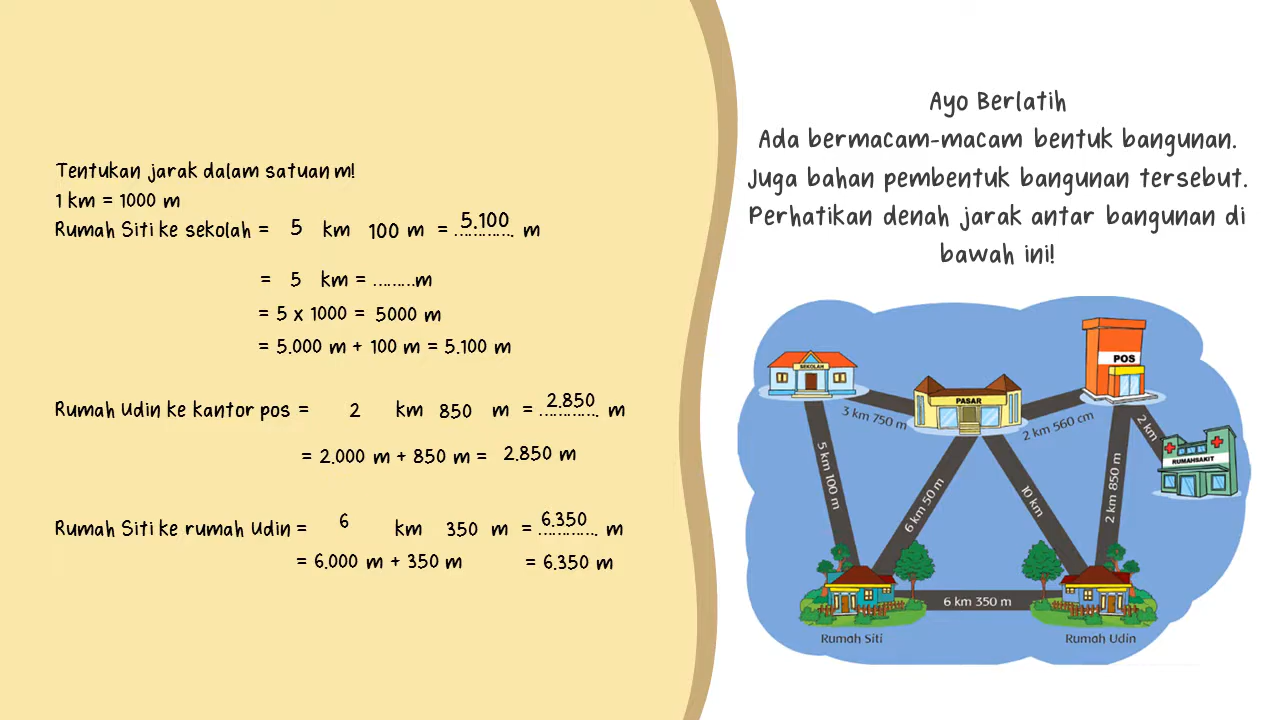 Tentukan jarak dalam satuan m!
1 km = 1000 m
Rumah Siti ke sekolah = 5 km 100 m = 5.100 ............. m
= 5 km = .........m
= 5 x 1000 = 5000 m
= 5.000 m + 100 m = 5.100 m
Rumah Udin ke kantor pos = 2 km 850 m = 2.850 ............. m
= 2.000 m + 850 m = 2.850 m
Rumah Siti ke rumah Udin = 6 km 350 m = 6.350 ............. m
= 6.000 m + 350 m = 6.350 m
Ayo Berlatih
Ada bermacam-macam bentuk bangunan.
Juga bahan pembentuk bangunan tersebut.
Perhatikan denah jarak antar bangunan di
bawah ini!
SEKOLAH
PASAR
POS
RUMAHSAKIT
3 km 750 m
2 km 560 cm
2 km
5 km 100 m
6 km 50 m
10 km
2 km 850 m
6 km 350 m
Rumah Siti
Rumah Udin